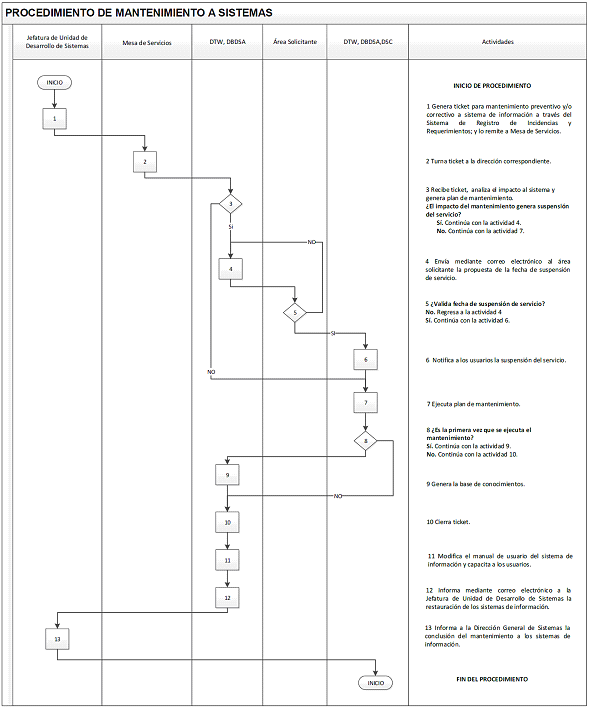 PROCEDIMIENTO DE MANTENIMIENTO A SISTEMAS
Jefatura de Unidad de
Desarrollo de Sistemas
Mesa de Servicios
DTW, DBDSA
Área Solicitante
DTW, DBDSA,DSC
Actividades
INICIO
INICIO DE PROCEDIMIENTO
1
1 Genera ticket para mantenimiento preventivo y/o
correctivo a sistema de información a través del
Sistema de Registro de Incidencias y
Requerimientos; y lo remite a Mesa de Servicios.
2
2 Turna ticket a la dirección correspondiente.
3
3 Recibe ticket, analiza el impacto al sistema y
genera plan de mantenimiento.
¿El impacto del mantenimiento genera suspensión
del servicio?
Sí. Continúa con la actividad 4.
No. Continúa con la actividad 7.
Sí
NO
4
4 Envía mediante correo electrónico al área
solicitante la propuesta de la fecha de suspensión
de servicio.
5
5 ¿Valida fecha de suspensión de servicio?
No. Regresa a la actividad 4
Sí. Continúa con la actividad 6.
SI
6
6 Notifica a los usuarios la suspensión del servicio.
NO
7
7 Ejecuta plan de mantenimiento.
8
8 ¿Es la primera vez que se ejecuta el
mantenimiento?
Sí. Continúa con la actividad 9.
No. Continúa con la actividad 10.
9
9 Genera la base de conocimientos.
NO
10
10 Cierra ticket.
11
11 Modifica el manual de usuario del sistema de
información y capacita a los usuarios.
12
12 Informa mediante correo electrónico a la
Jefatura de Unidad de Desarrollo de Sistemas la
restauración de los sistemas de información.
13
13 Informa a la Dirección General de Sistemas la
conclusión del mantenimiento a los sistemas de
información.
INICIO
FIN DEL PROCEDIMIENTO